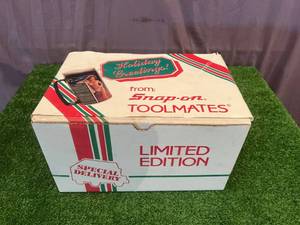 Holiday
Greetings!
from:
Snap-on
TOOLMATES®
LIMITED
EDITION
SPECIAL
DELIVERY